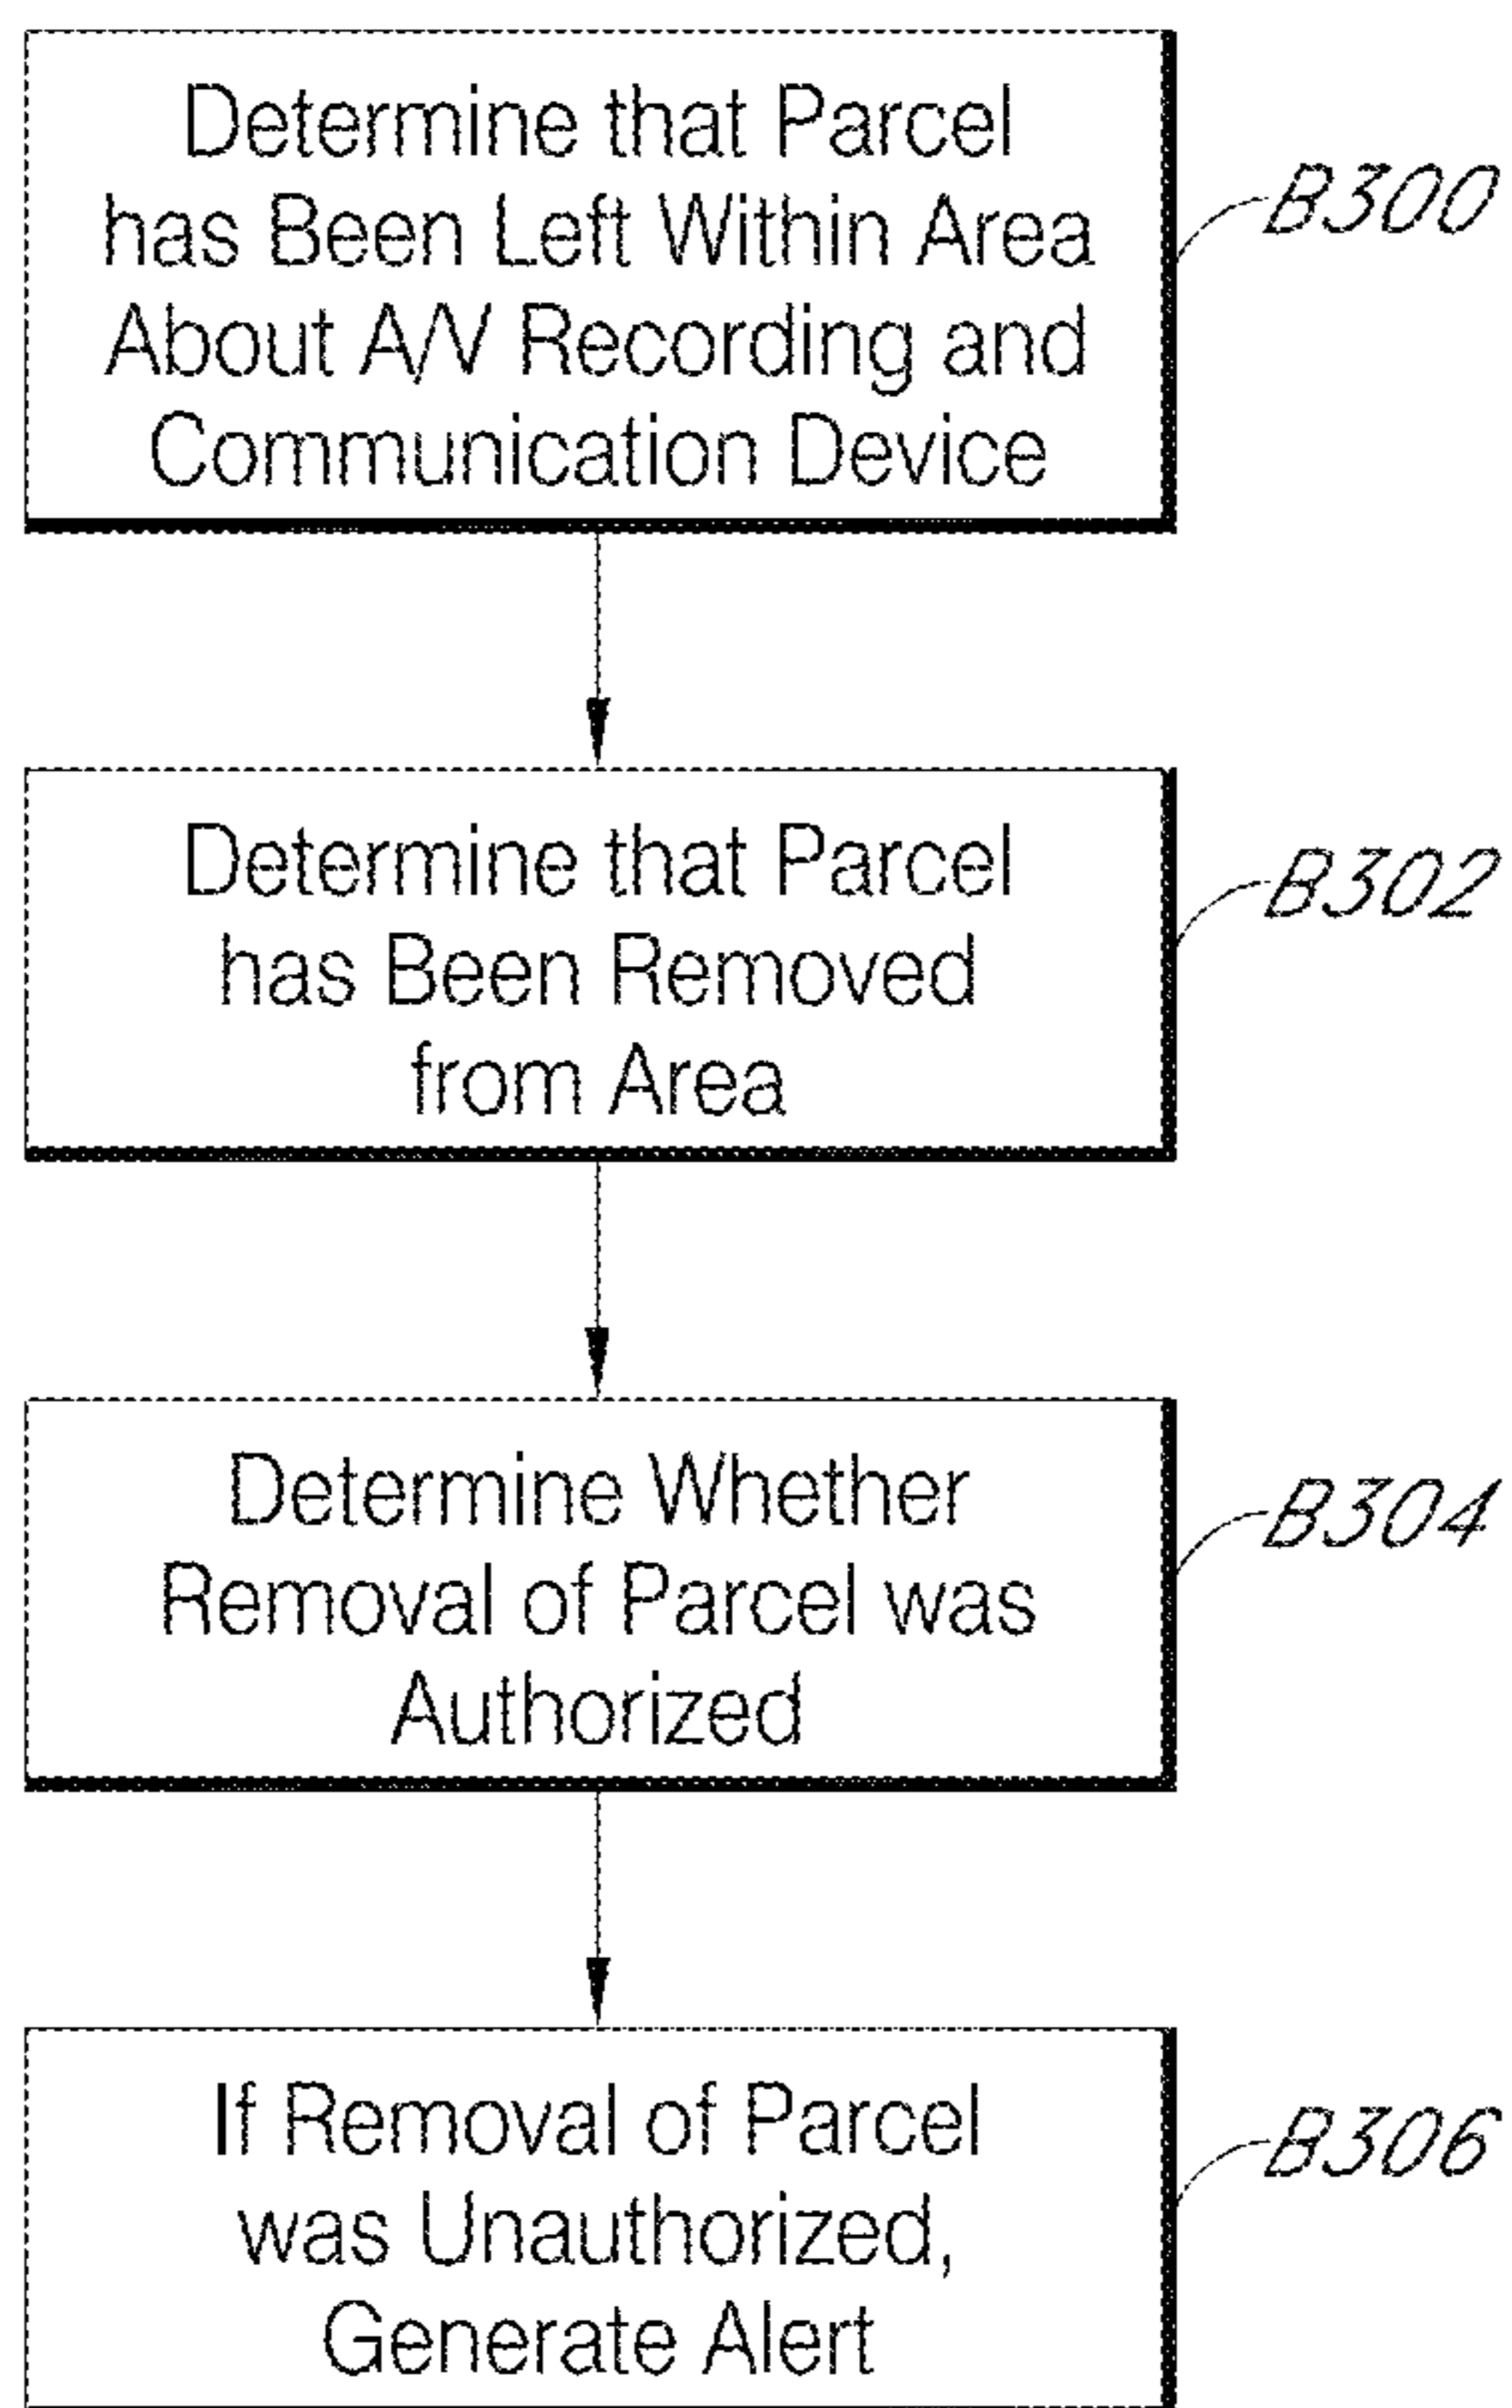 Determine that Parcel
has Been Left Within Area
About A/V Recording and
Communication Device
B300
Determine that Parcel
has Been Removed
from Area
B302
Determine Whether
Removal of Parcel was
Authorized
B304
If Removal of Parcel
was Unauthorized,
Generate Alert
B306